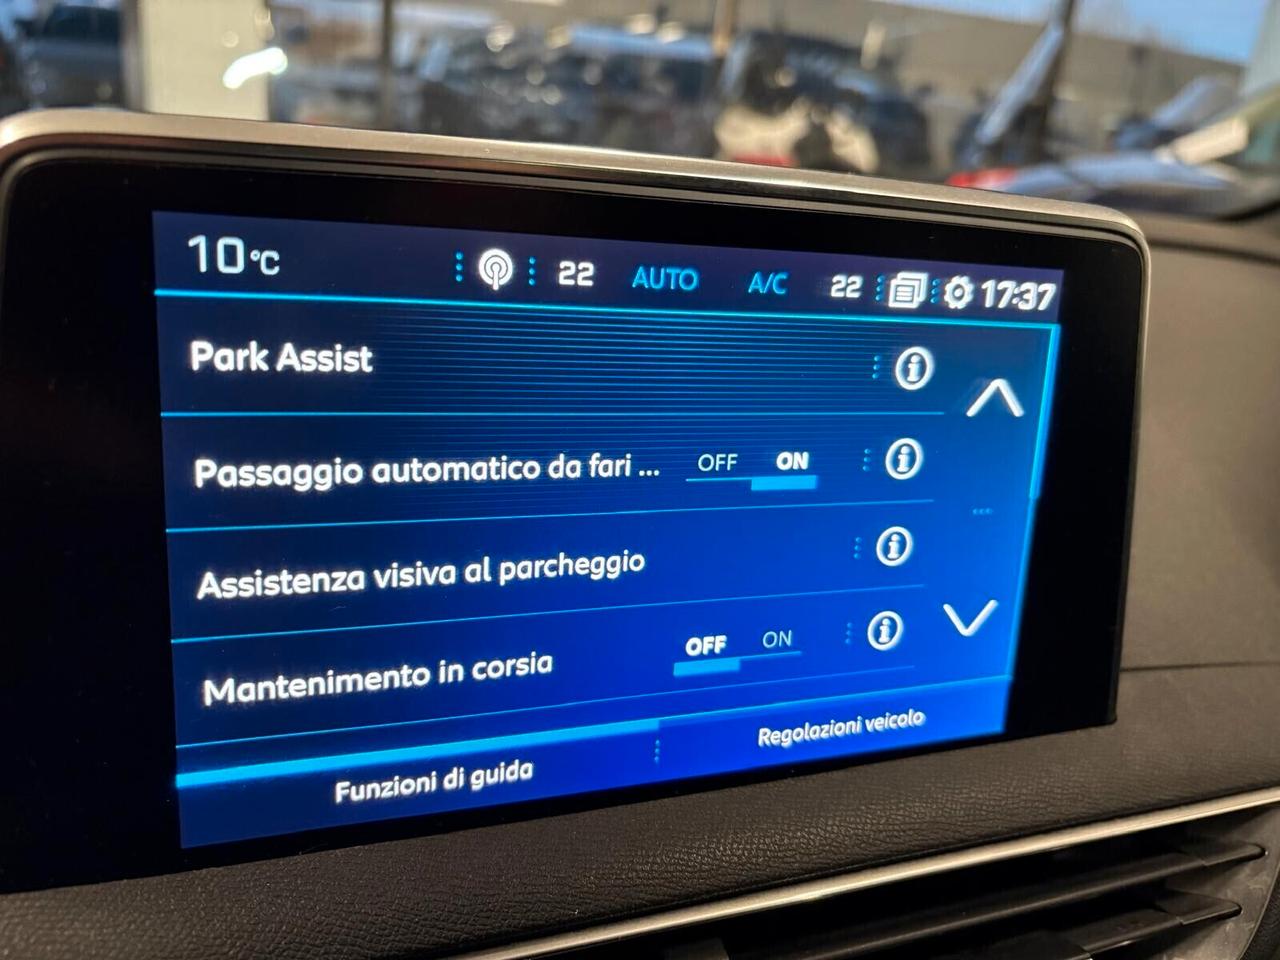 10°C 22 AUTO A/C 22 17:37
Park Assist
Passaggio automatico da fari ... OFF ON
Assistenza visiva al parcheggio
Mantenimento in corsia OFF ON
Funzioni di guida Regolazioni veicolo